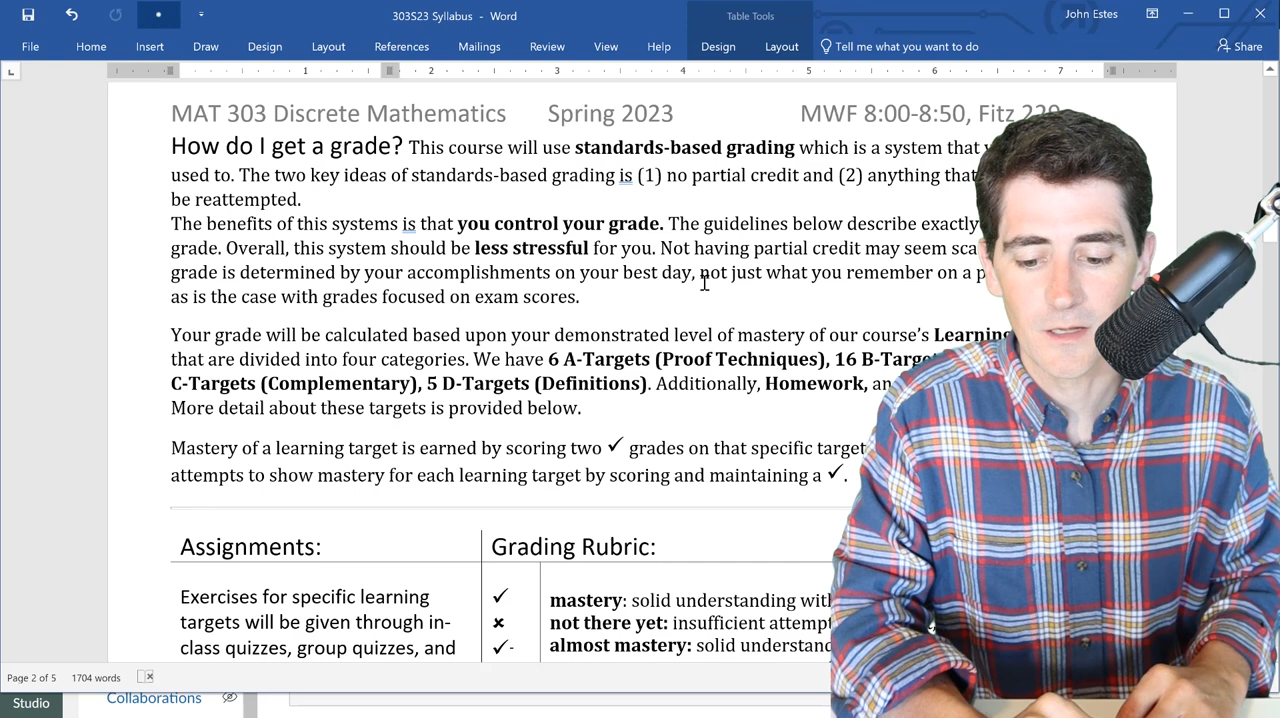 303S23 Syllabus - Word
Table Tools
John Estes
File Home Insert Draw Design Layout References Mailings Review View Help Design Layout Tell me what you want to do Share
1 2 3 4 5 6 7
MAT 303 Discrete Mathematics Spring 2023 MWF 8:00-8:50, Fitz
How do I get a grade? This course will use standards-based grading which is a system that
used to. The two key ideas of standards-based grading is (1) no partial credit and (2) anything that
be reattempted.
The benefits of this systems is that you control your grade. The guidelines below describe exactly
grade. Overall, this system should be less stressful for you. Not having partial credit may seem
grade is determined by your accomplishments on your best day, not just what you remember on a
as is the case with grades focused on exam scores.
Your grade will be calculated based upon your demonstrated level of mastery of our course's Learning
that are divided into four categories. We have 6 A-Targets (Proof Techniques), 16
C-Targets (Complementary), 5 D-Targets (Definitions). Additionally, Homework,
More detail about these targets is provided below.
Mastery of a learning target is earned by scoring two ✓ grades on that specific target
attempts to show mastery for each learning target by scoring and maintaining a ✓.
Assignments: Grading Rubric:
Exercises for specific learning ✓ mastery: solid understanding
targets will be given through in- ✘ not there yet: insufficient
class quizzes, group quizzes, and ✓- almost mastery: solid
Page 2 of 5 1704 words
Studio Collaborations